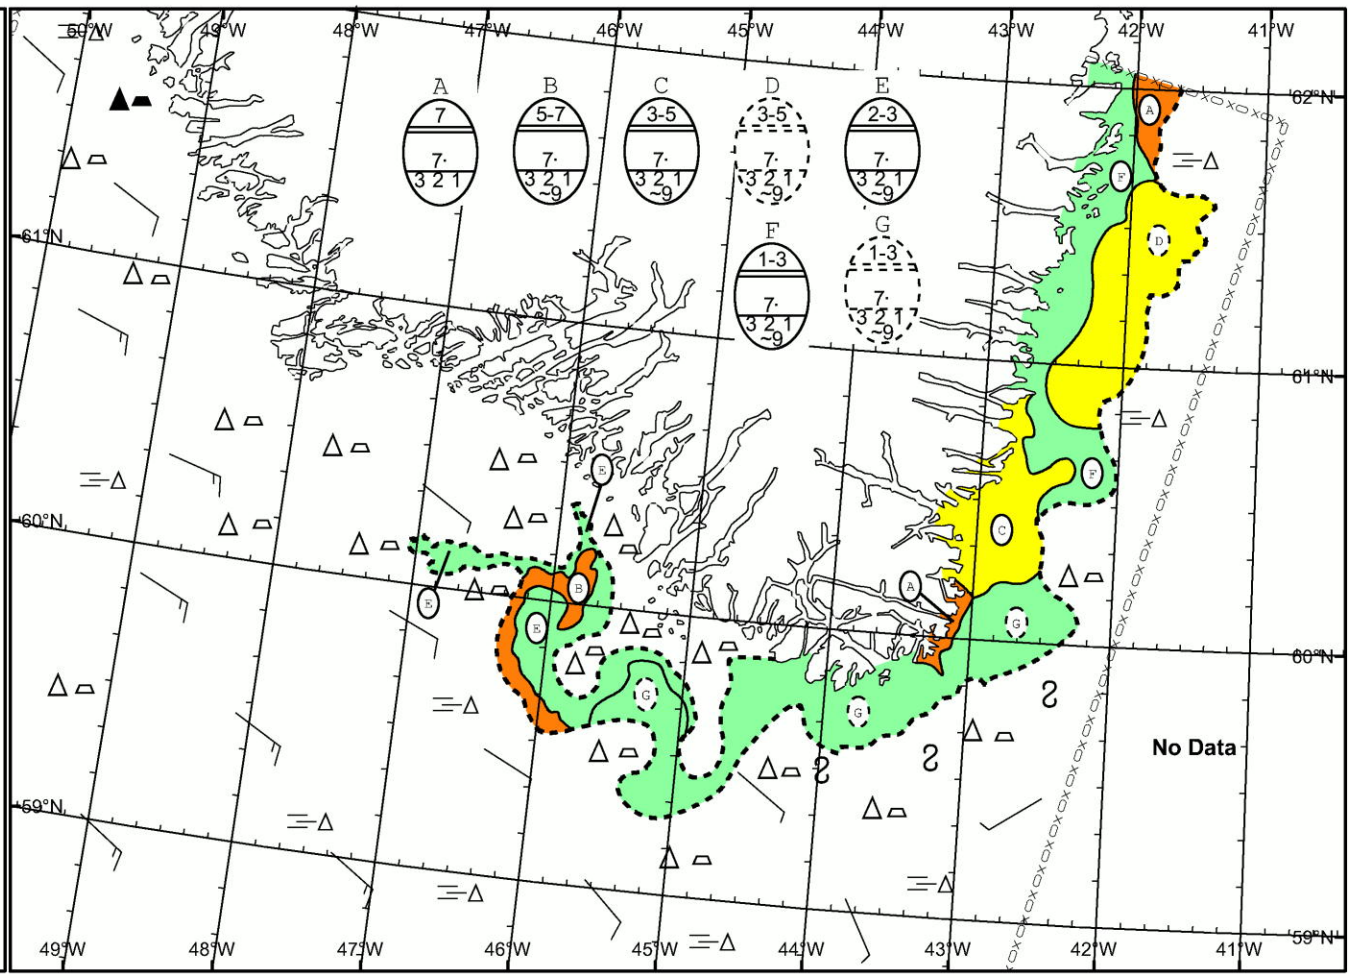 50°W 49°W 48°W 47°W 46°W 45°W 44°W 43°W 42°W 41°W
A B C D E
7 5-7 3-5 3-5 2-3
7. 7. 7. 7. 7.
3 2 1 3 2 1 3 2 1 3 2 1 3 2 1
~9 ~9 ~9 ~9
F G
1-3 1-3
7. 7.
3 2 1 3 2 1
~9 ~9
62°N
A
F
D
61°N
61°N
F
E
C
60°N
B
A
E
E
G
60°N
G
G
No Data
59°N
59°N
49°W 48°W 47°W 46°W 45°W 44°W 43°W 42°W 41°W